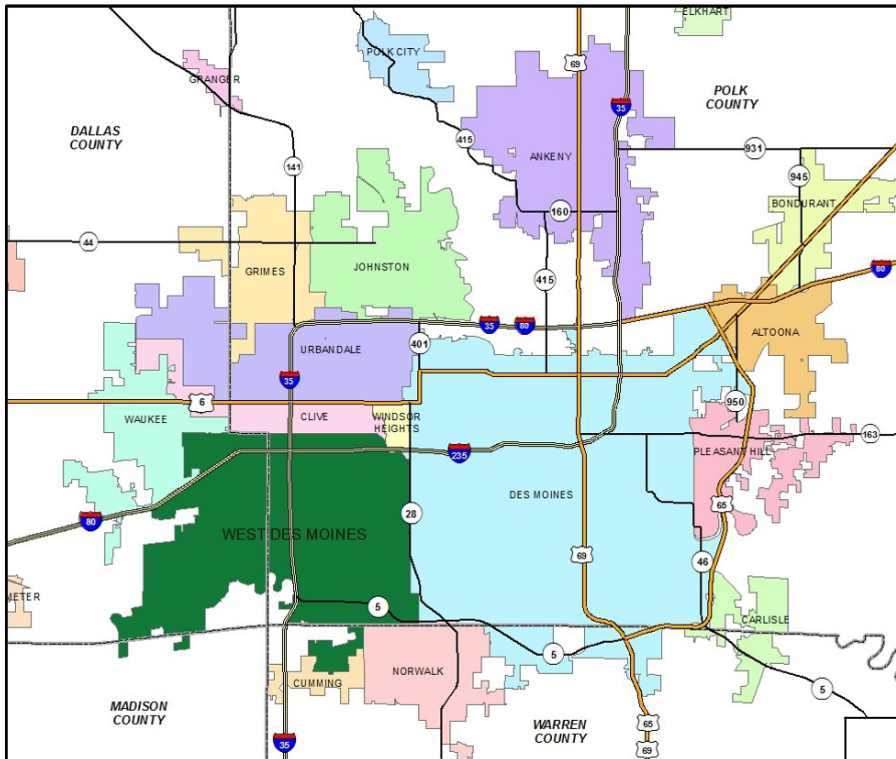 ELKHART
POLK CITY
69
GRANGER
35
POLK
COUNTY
DALLAS
COUNTY
415
931
ANKENY
141
945
160
BONDURANT
44
GRIMES
JOHNSTON
415
80
35
80
ALTOONA
401
URBANDALE
35
6
950
WAUKEE
CLIVE
WINDSOR
HEIGHTS
163
235
PLEASANT HILL
DES MOINES
65
80
28
WEST DES MOINES
69
46
METER
5
CARLISLE
5
NORWALK
CUMMING
5
MADISON
COUNTY
WARREN
COUNTY
65
35
69